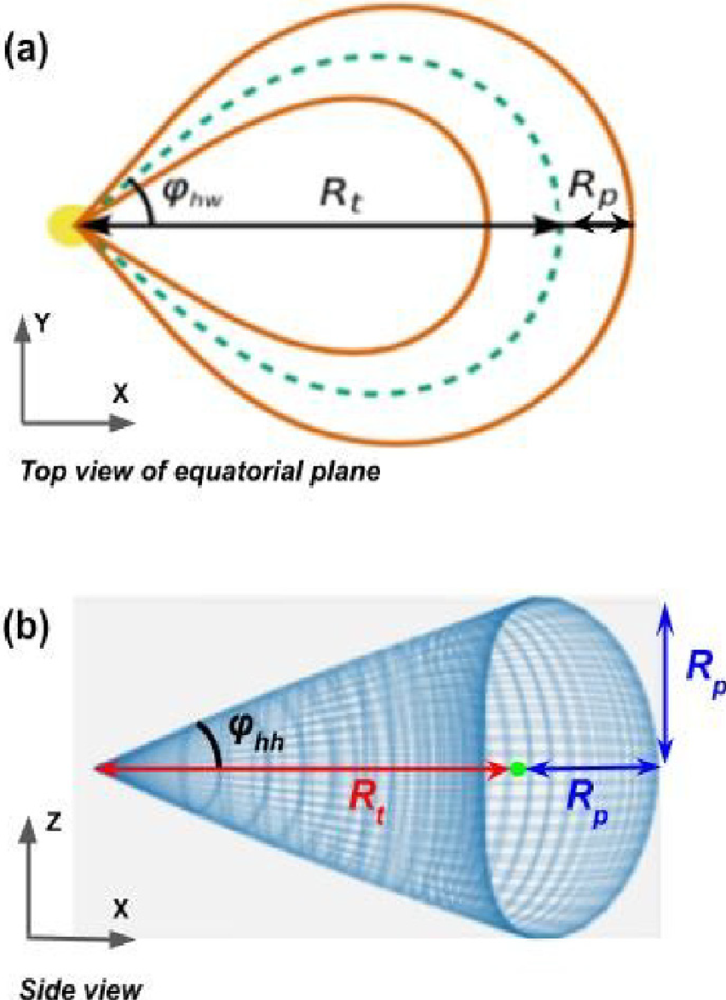 (a)
φhw
Rt
Rp
Y
X
Top view of equatorial plane
(b)
Rp
φhh
Rt
Rp
Z
X
Side view